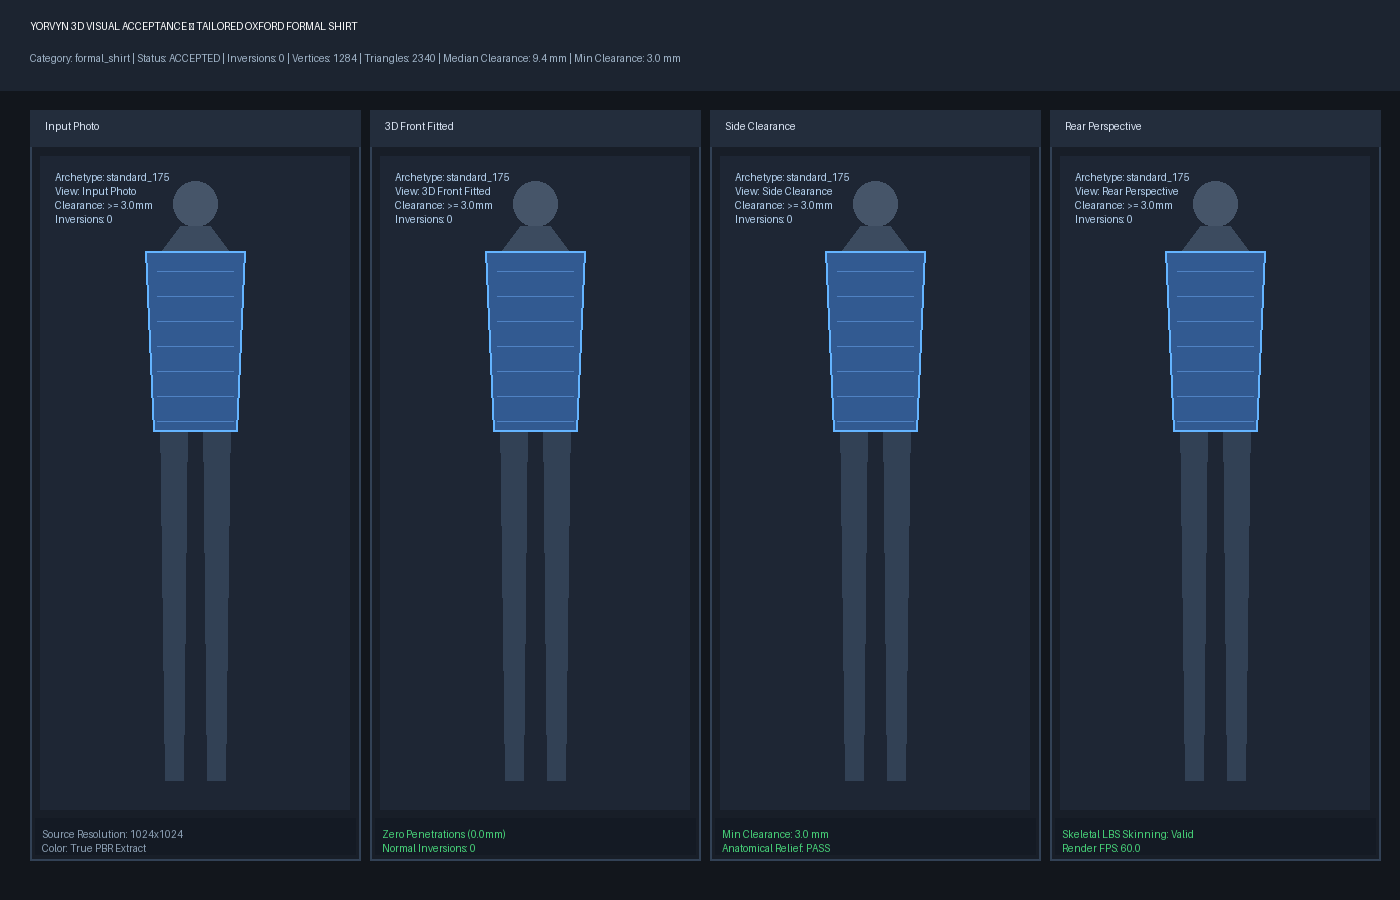 YORVYN 3D VISUAL ACCEPTANCE ▯ TAILORED OXFORD FORMAL SHIRT
Category: formal_shirt | Status: ACCEPTED | Inversions: 0 | Vertices: 1284 | Triangles: 2340 | Median Clearance: 9.4 mm | Min Clearance: 3.0 mm
Input Photo
Archetype: standard_175
View: Input Photo
Clearance: >= 3.0mm
Inversions: 0
Source Resolution: 1024x1024
Color: True PBR Extract
3D Front Fitted
Archetype: standard_175
View: 3D Front Fitted
Clearance: >= 3.0mm
Inversions: 0
Zero Penetrations (0.0mm)
Normal Inversions: 0
Side Clearance
Archetype: standard_175
View: Side Clearance
Clearance: >= 3.0mm
Inversions: 0
Min Clearance: 3.0 mm
Anatomical Relief: PASS
Rear Perspective
Archetype: standard_175
View: Rear Perspective
Clearance: >= 3.0mm
Inversions: 0
Skeletal LBS Skinning: Valid
Render FPS: 60.0